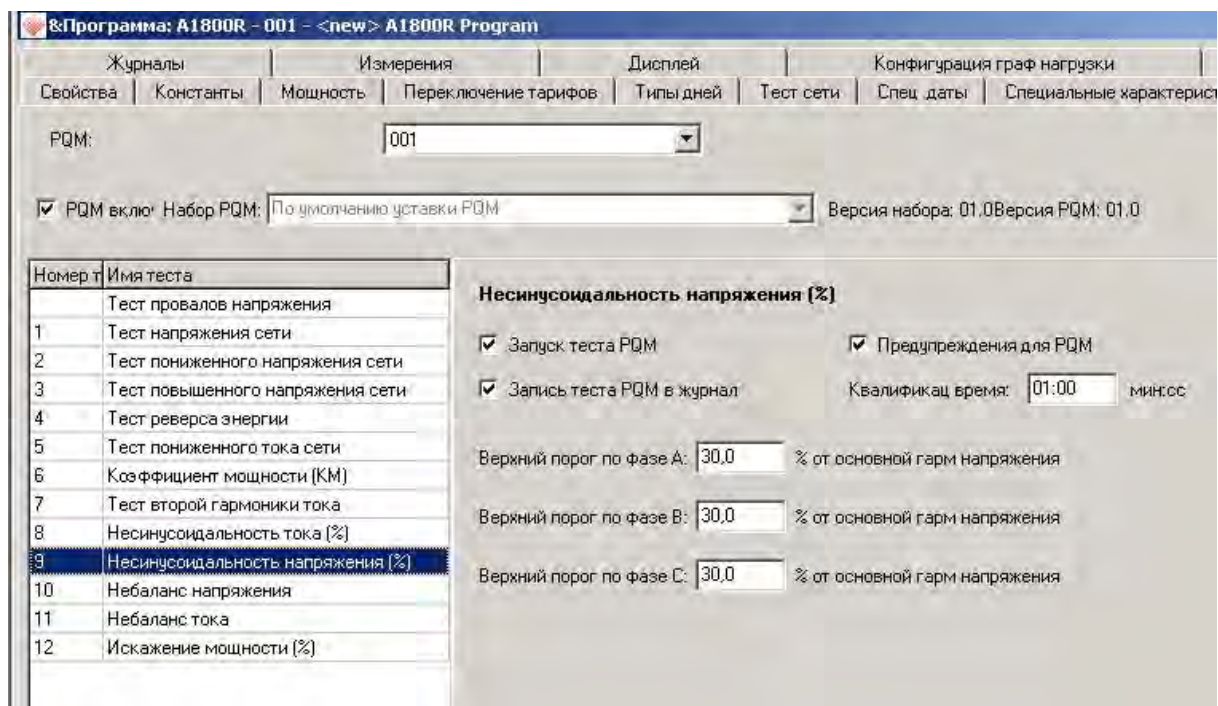 &Программа: A1800R - 001 - <new> A1800R Program
Журналы Измерения Дисплей Конфигурация граф нагрузки
Свойства Константы Мощность Переключение тарифов Типы дней Тест сети Спец. даты Специальные характерист
PQM: 001
PQM вклю Набор PQM: По умолчанию уставки PQM Версия набора: 01.0Версия PQM: 01.0
Номер т Имя теста
Тест провалов напряжения
1 Тест напряжения сети
2 Тест пониженного напряжения сети
3 Тест повышенного напряжения сети
4 Тест реверса энергии
5 Тест пониженного тока сети
6 Коэффициент мощности (КМ)
7 Тест второй гармоники тока
8 Несинусоидальность тока (%)
9 Несинусоидальность напряжения (%)
10 Небаланс напряжения
11 Небаланс тока
12 Искажение мощности (%)
Несинусоидальность напряжения (%)
Запуск теста PQM Предупреждения для PQM
Запись теста PQM в журнал Квалификац время: 01:00 мин:сс
Верхний порог по фазе A: 30,0 % от основной гарм напряжения
Верхний порог по фазе B: 30,0 % от основной гарм напряжения
Верхний порог по фазе C: 30,0 % от основной гарм напряжения